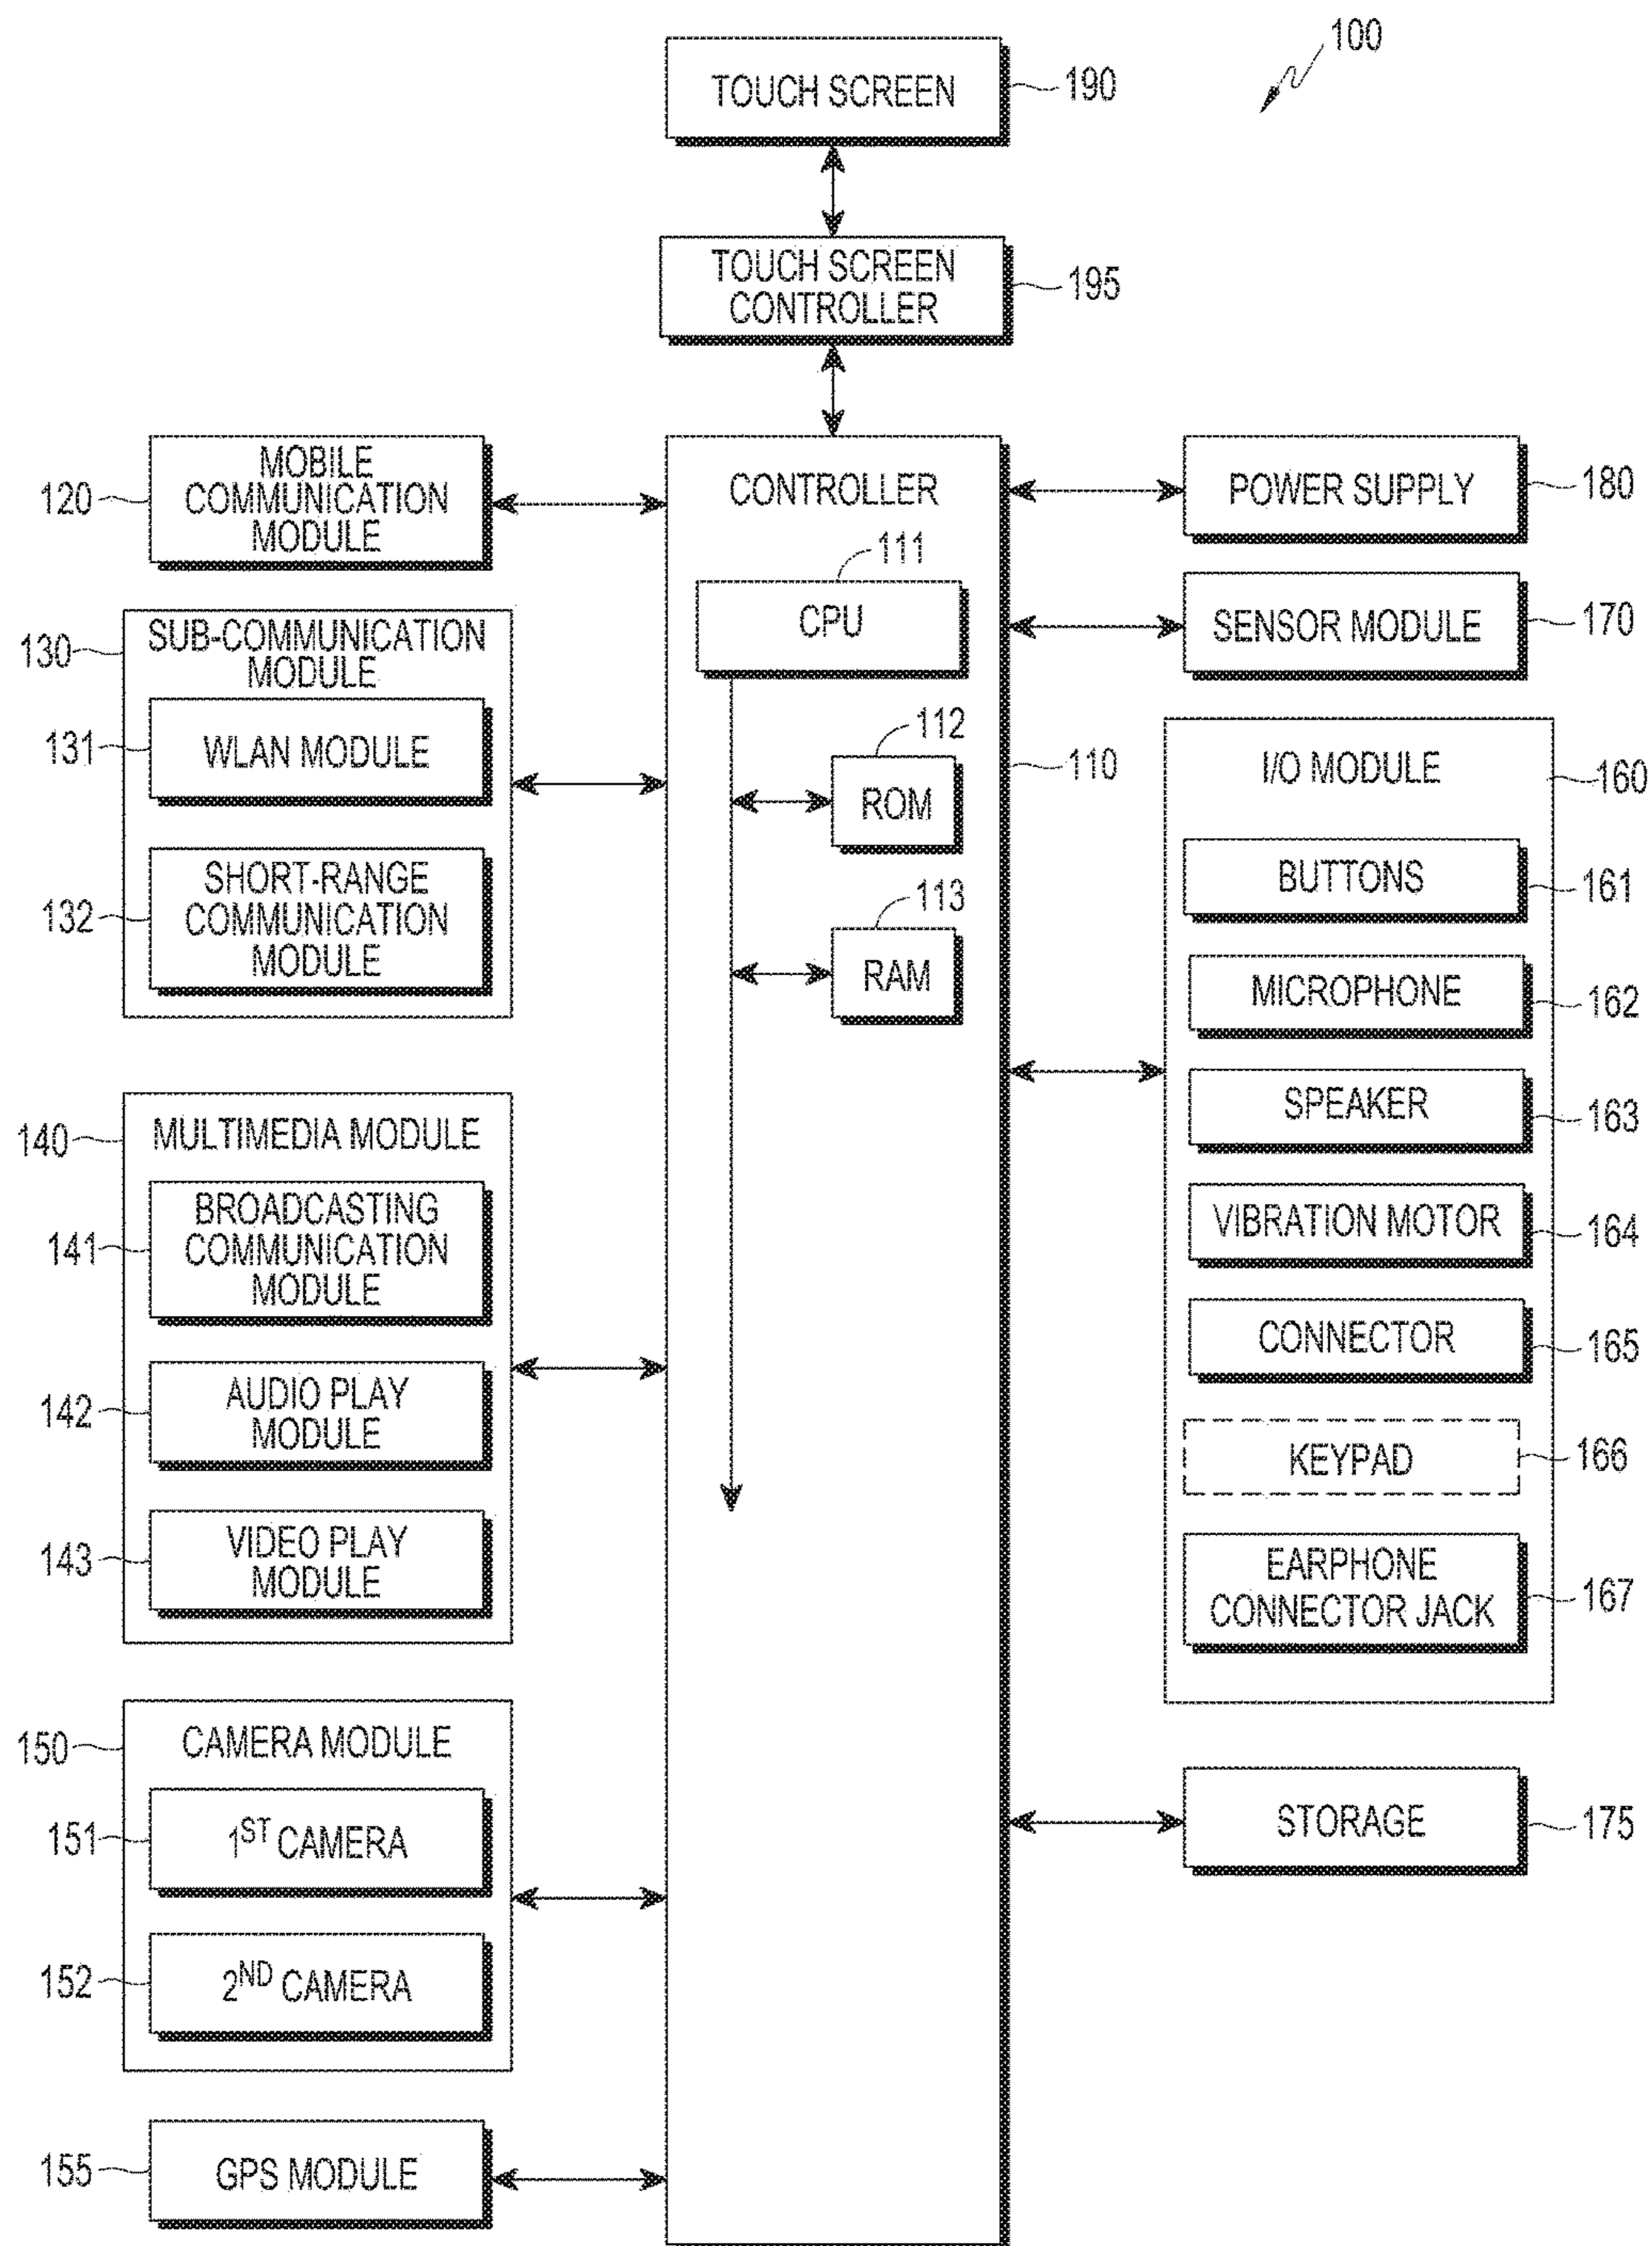 100
TOUCH SCREEN
190
TOUCH SCREEN
CONTROLLER
195
120
MOBILE
COMMUNICATION
MODULE
130
SUB-COMMUNICATION
MODULE
131
WLAN MODULE
132
SHORT-RANGE
COMMUNICATION
MODULE
140
MULTIMEDIA MODULE
141
BROADCASTING
COMMUNICATION
MODULE
142
AUDIO PLAY
MODULE
143
VIDEO PLAY
MODULE
150
CAMERA MODULE
151
1ST CAMERA
152
2ND CAMERA
155
GPS MODULE
CONTROLLER
111
CPU
112
ROM
113
RAM
110
POWER SUPPLY
180
SENSOR MODULE
170
I/O MODULE
160
BUTTONS
161
MICROPHONE
162
SPEAKER
163
VIBRATION MOTOR
164
CONNECTOR
165
KEYPAD
166
EARPHONE
CONNECTOR JACK
167
STORAGE
175